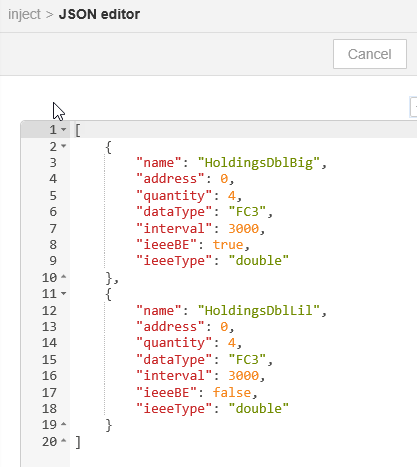 inject > JSON editor
Cancel
1 [
2 {
3 "name": "HoldingsDblBig",
4 "address": 0,
5 "quantity": 4,
6 "dataType": "FC3",
7 "interval": 3000,
8 "ieeeBE": true,
9 "ieeeType": "double"
10 },
11 {
12 "name": "HoldingsDblLil",
13 "address": 0,
14 "quantity": 4,
15 "dataType": "FC3",
16 "interval": 3000,
17 "ieeeBE": false,
18 "ieeeType": "double"
19 }
20 ]